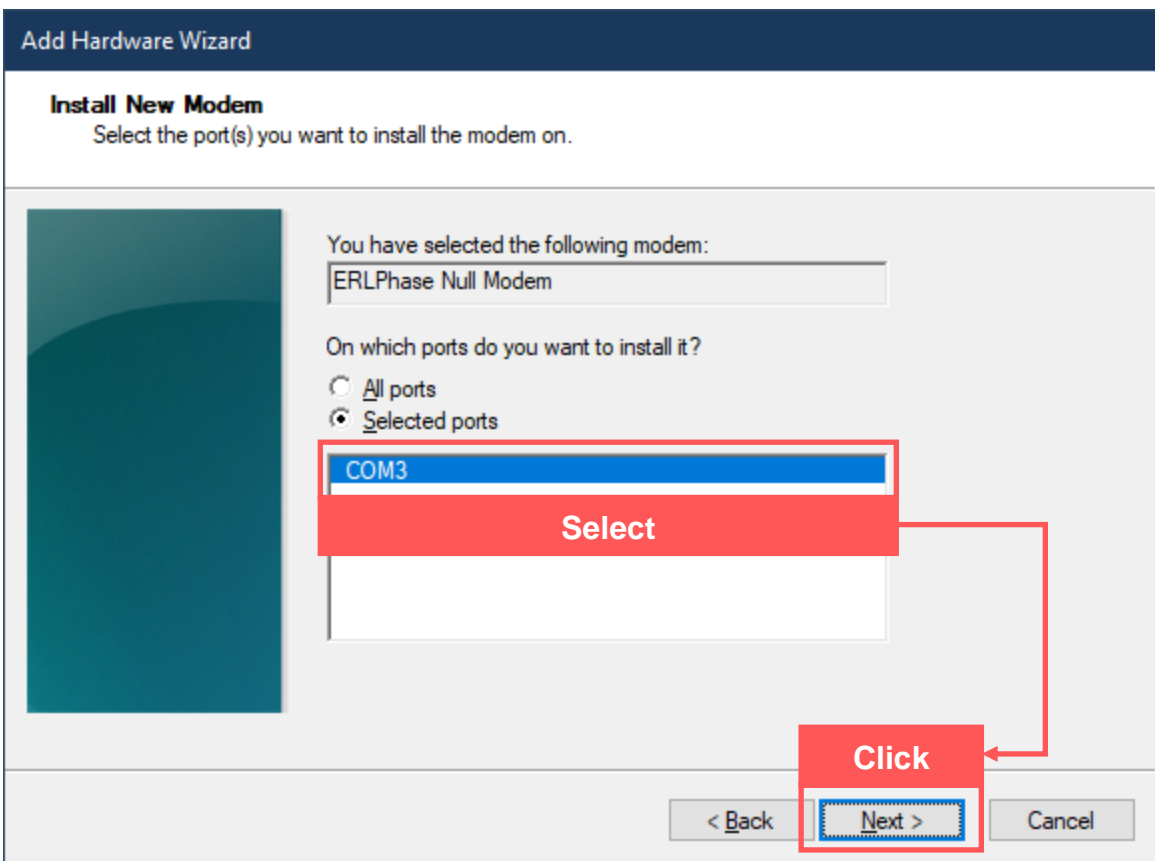 Add Hardware Wizard
Install New Modem
Select the port(s) you want to install the modem on.
You have selected the following modem:
ERLPhase Null Modem
On which ports do you want to install it?
All ports
Selected ports
COM3
Select
Click
< Back
Next >
Cancel